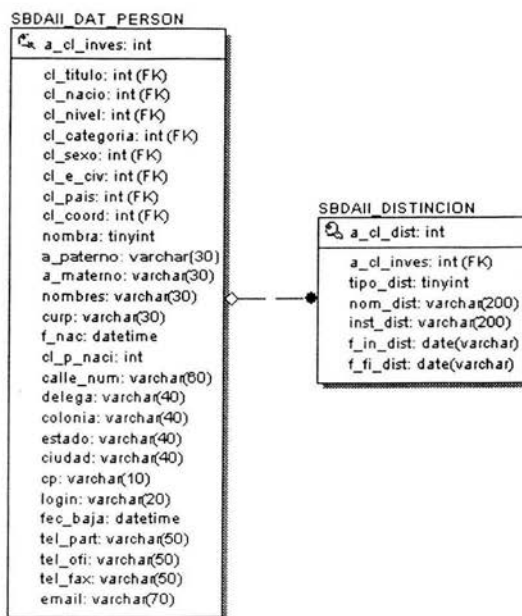 SBDAII_DAT_PERSON
a_cl_inves: int
cl_titulo: int (FK)
cl_nacio: int (FK)
cl_nivel: int (FK)
cl_categoria: int (FK)
cl_sexo: int (FK)
cl_e_civ: int (FK)
cl_pais: int (FK)
cl_coord: int (FK)
nombra: tinyint
a_paterno: varchar(30)
a_materno: varchar(30)
nombres: varchar(30)
curp: varchar(30)
f_nac: datetime
cl_p_naci: int
calle_num: varchar(60)
delega: varchar(40)
colonia: varchar(40)
estado: varchar(40)
ciudad: varchar(40)
cp: varchar(10)
login: varchar(20)
fec_baja: datetime
tel_part: varchar(50)
tel_ofi: varchar(50)
tel_fax: varchar(50)
email: varchar(70)
SBDAII_DISTINCION
a_cl_dist: int
a_cl_inves: int (FK)
tipo_dist: tinyint
nom_dist: varchar(200)
inst_dist: varchar(200)
f_in_dist: date(varchar)
f_fi_dist: date(varchar)